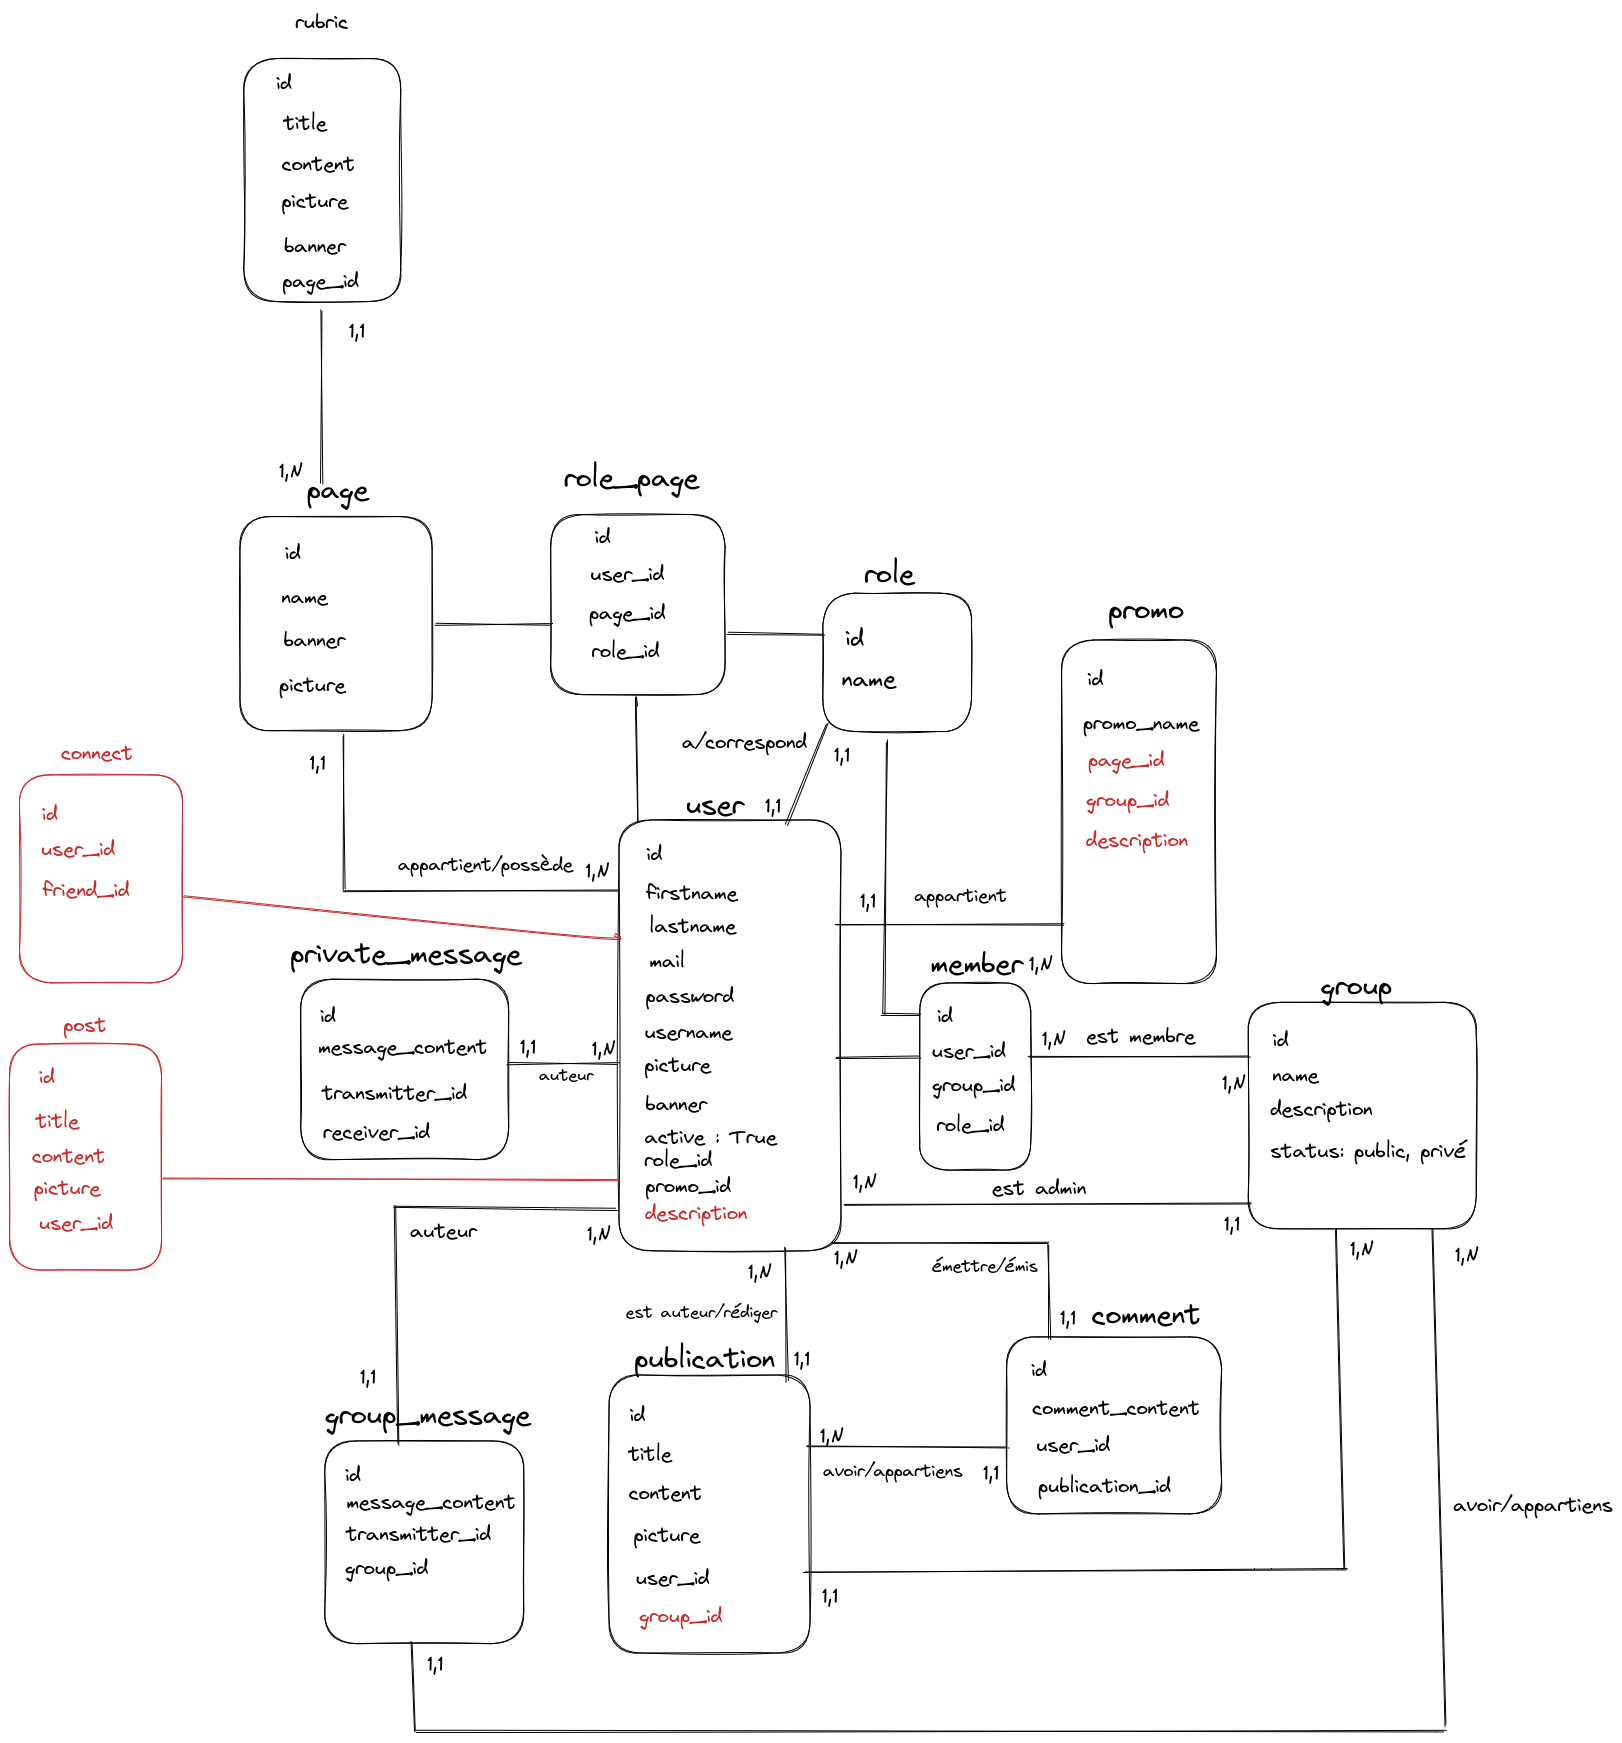 rubric
id
title
content
picture
banner
page_id
1,1
1,N
page
id
name
banner
picture
role_page
id
user_id
page_id
role_id
role
id
name
promo
id
promo_name
page_id
group_id
description
a/correspond
1,1
1,1
1,1
appartient/possède
1,N
connect
id
user_id
friend_id
user
id
firstname
lastname
mail
password
username
picture
banner
active : True
role_id
promo_id
description
1,1
appartient
1,N
private_message
id
message_content
transmitter_id
receiver_id
1,1
1,N
auteur
member
id
user_id
group_id
role_id
1,N
est membre
1,N
group
id
name
description
status: public, privé
post
id
title
content
picture
user_id
1,N
est admin
1,1
auteur
1,N
1,1
1,N
est auteur/rédiger
1,1
1,N
émettre/émis
1,1
1,N
1,N
comment
id
comment_content
user_id
publication_id
publication
id
title
content
picture
user_id
group_id
1,N
avoir/appartiens
1,1
1,1
group_message
id
message_content
transmitter_id
group_id
1,1
avoir/appartiens